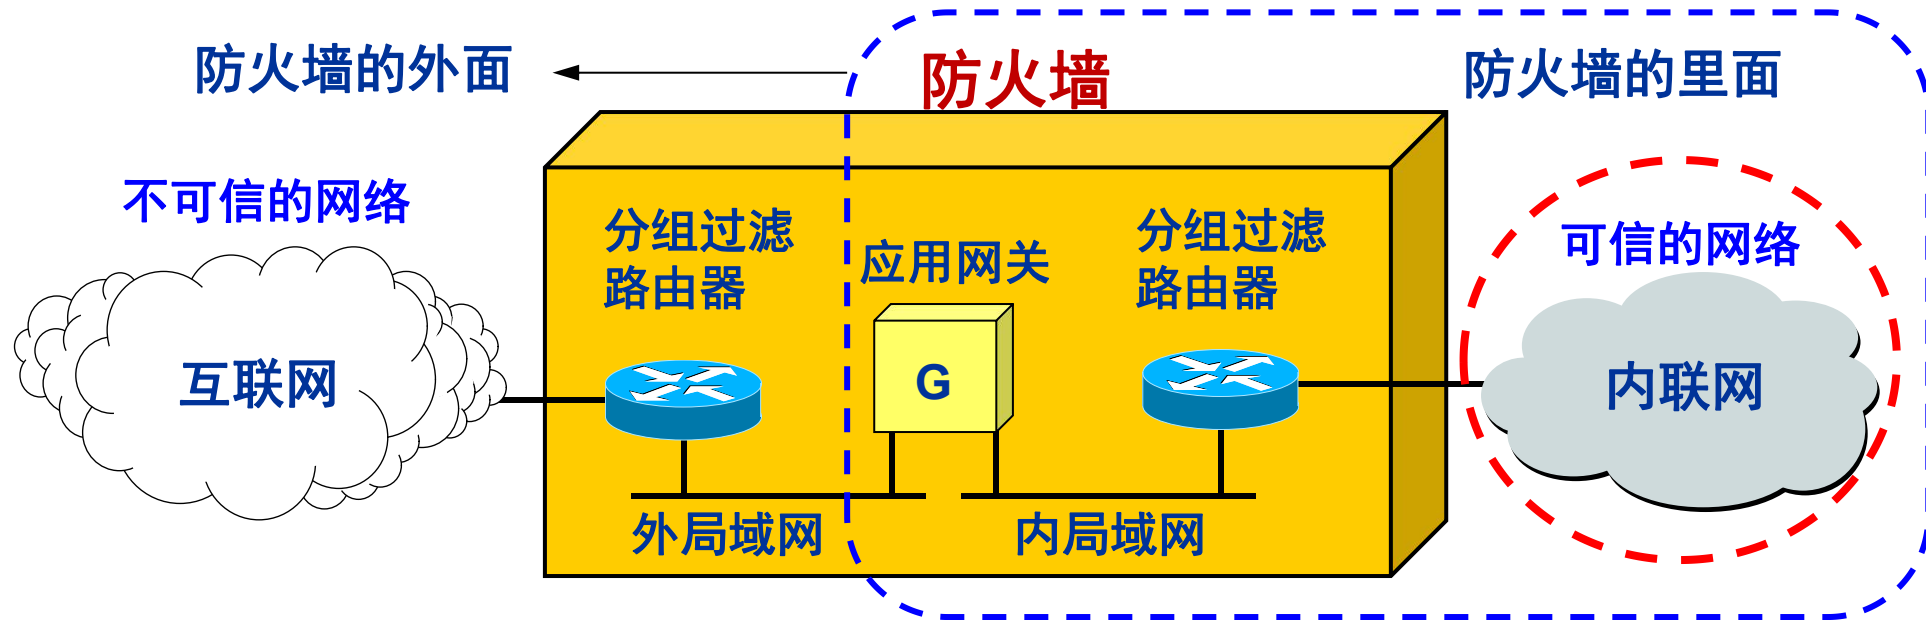 防火墙的外面
防火墙
防火墙的里面
不可信的网络
分组过滤
路由器
应用网关
分组过滤
路由器
可信的网络
互联网
G
内联网
外局域网
内局域网